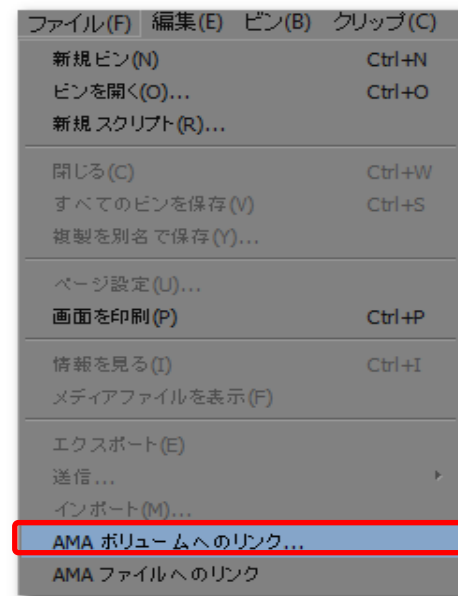 ファイル(F) 編集(E) ビン(B) クリップ(C)
新規ビン(N) Ctrl+N
ビンを開く(O)... Ctrl+O
新規スクリプト(R)...
閉じる(C) Ctrl+W
すべてのビンを保存(V) Ctrl+S
複製を別名で保存(Y)...
ページ設定(U)...
画面を印刷(P) Ctrl+P
情報を見る(I) Ctrl+I
メディアファイルを表示(F)
エクスポート(E)
送信...
インポート(M)...
AMA ボリュームへのリンク...
AMA ファイルへのリンク